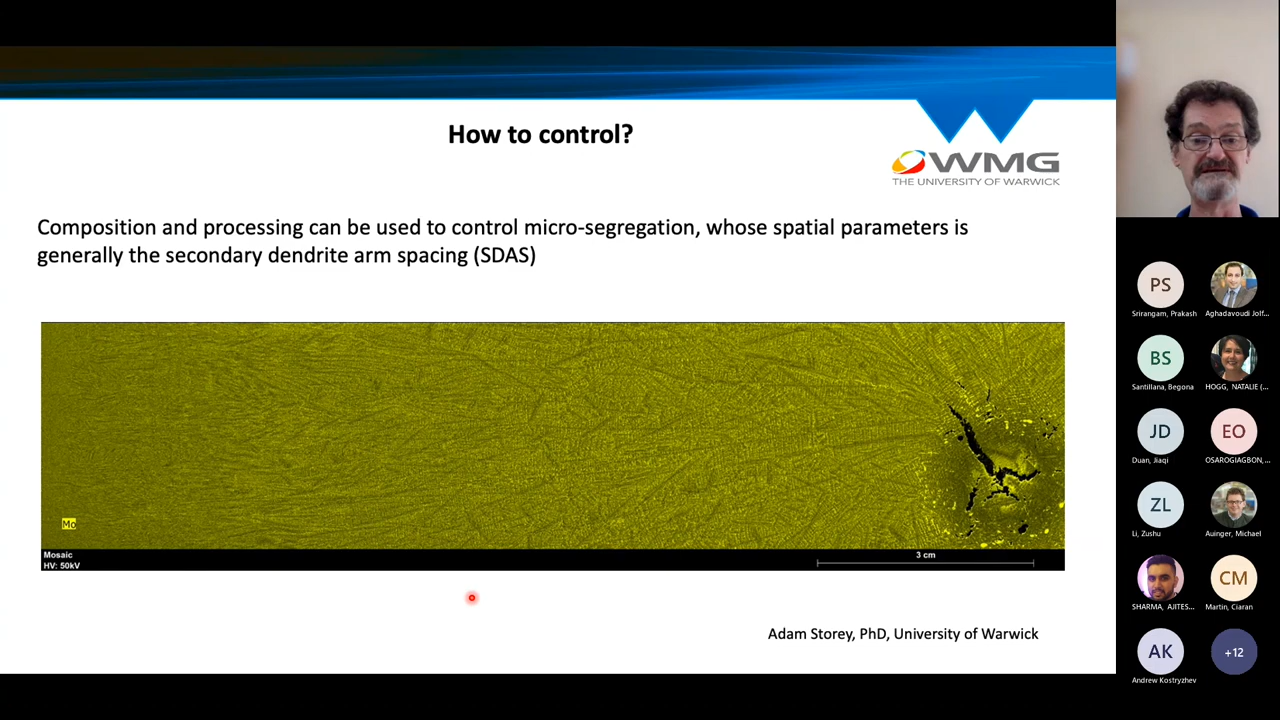 How to control?
WMG
THE UNIVERSITY OF WARWICK
Composition and processing can be used to control micro-segregation, whose spatial parameters is
generally the secondary dendrite arm spacing (SDAS)
Mo
Mosaic
HV: 50kV
3 cm
Adam Storey, PhD, University of Warwick
PS
Srirangam, Prakash
Aghadavoudi Jolf...
BS
Santillana, Begona
HOGG, NATALIE (...
JD
EO
Duan, Jiaqi
OSAROGIAGBON,...
ZL
Li, Zushu
Auinger, Michael
CM
SHARMA, AJITES...
Martin, Ciaran
AK
+12
Andrew Kostryzhev